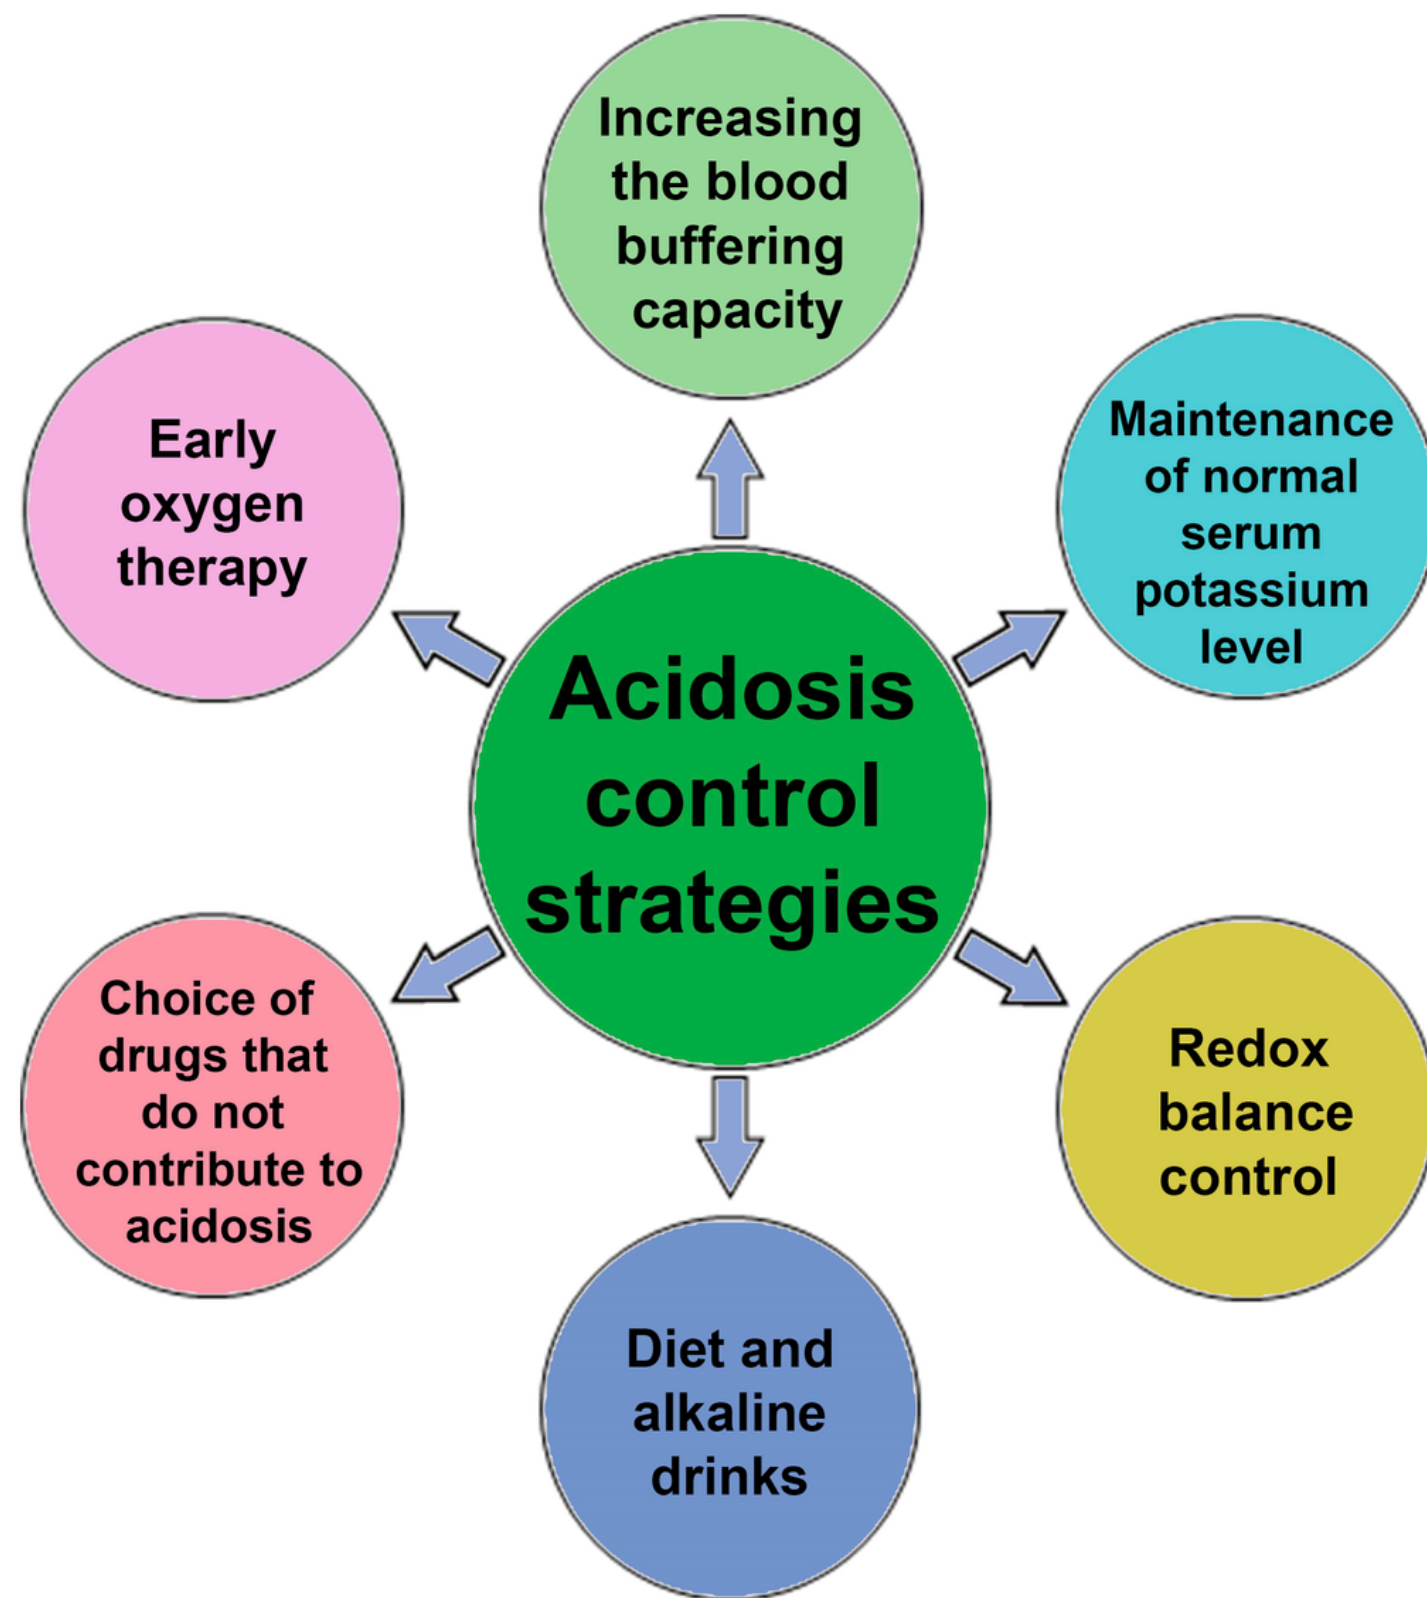 Increasing
the blood
buffering
capacity
Early
oxygen
therapy
Maintenance
of normal
serum
potassium
level
Acidosis
control
strategies
Choice of
drugs that
do not
contribute to
acidosis
Redox
balance
control
Diet and
alkaline
drinks